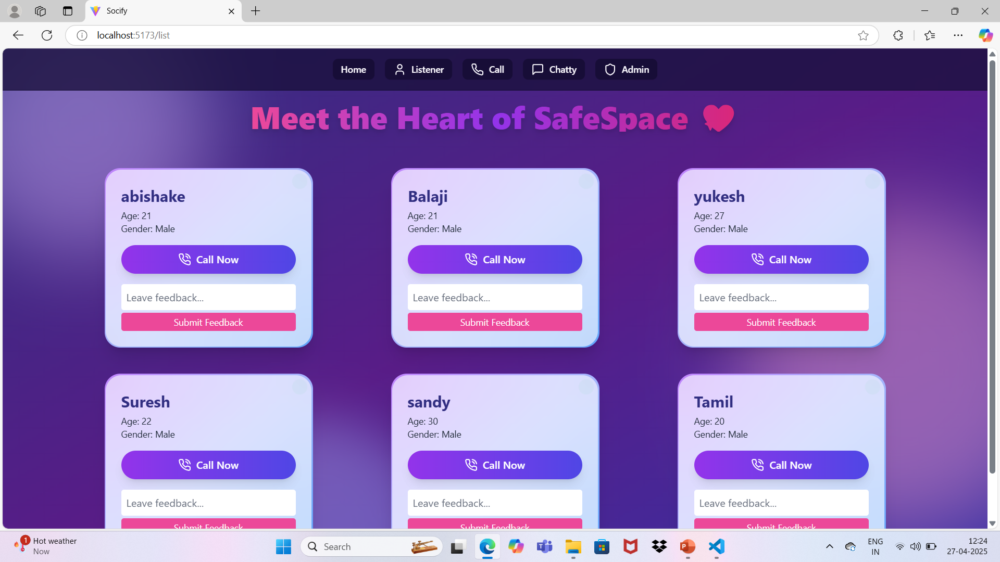 Socify
localhost:5173/list
Home Listener Call Chatty Admin
Meet the Heart of SafeSpace
abishake
Age: 21
Gender: Male
Call Now
Leave feedback...
Submit Feedback
Balaji
Age: 21
Gender: Male
Call Now
Leave feedback...
Submit Feedback
yukesh
Age: 27
Gender: Male
Call Now
Leave feedback...
Submit Feedback
Suresh
Age: 22
Gender: Male
Call Now
Leave feedback...
Submit Feedback
sandy
Age: 30
Gender: Male
Call Now
Leave feedback...
Submit Feedback
Tamil
Age: 20
Gender: Male
Call Now
Leave feedback...
Submit Feedback
1
Hot weather
Now
Search
ENG
IN
12:24
27-04-2025